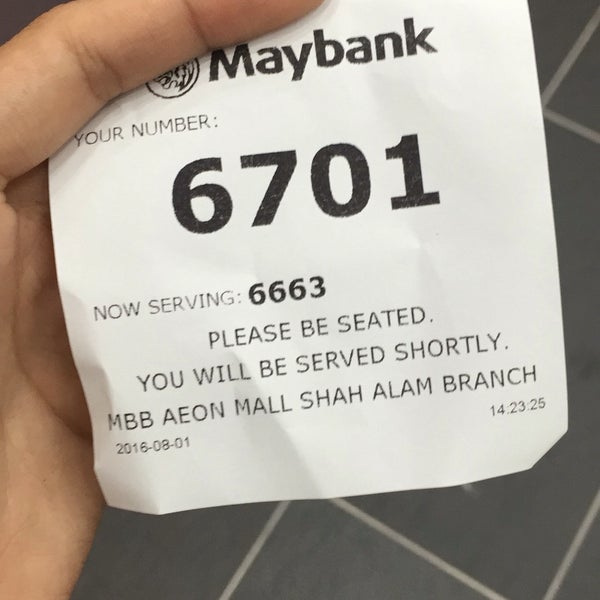 Maybank
YOUR NUMBER:
6701
NOW SERVING: 6663
PLEASE BE SEATED.
YOU WILL BE SERVED SHORTLY.
MBB AEON MALL SHAH ALAM BRANCH
2016-08-01 14:23:25